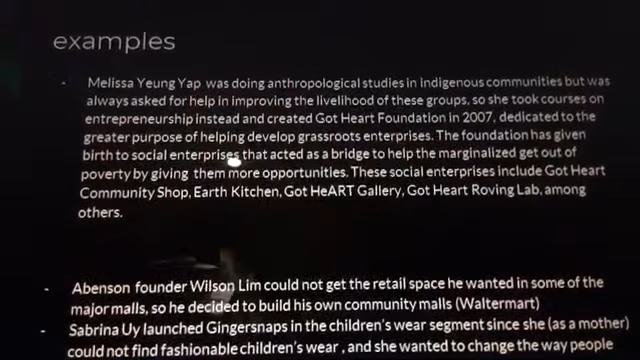 examples
- Melissa Yeung Yap was doing anthropological studies in indigenous communities but was
always asked for help in improving the livelihood of these groups, so she took courses on
entrepreneurship instead and created Got Heart Foundation in 2007, dedicated to the
greater purpose of helping develop grassroots enterprises. The foundation has given
birth to social enterprises that acted as a bridge to help the marginalized get out of
poverty by giving them more opportunities. These social enterprises include Got Heart
Community Shop, Earth Kitchen, Got HeART Gallery, Got Heart Roving Lab, among
others.
- Abenson founder Wilson Lim could not get the retail space he wanted in some of the
major malls, so he decided to build his own community malls (Waltermart)
- Sabrina Uy launched Gingersnaps in the children's wear segment since she (as a mother)
could not find fashionable children's wear , and she wanted to change the way people